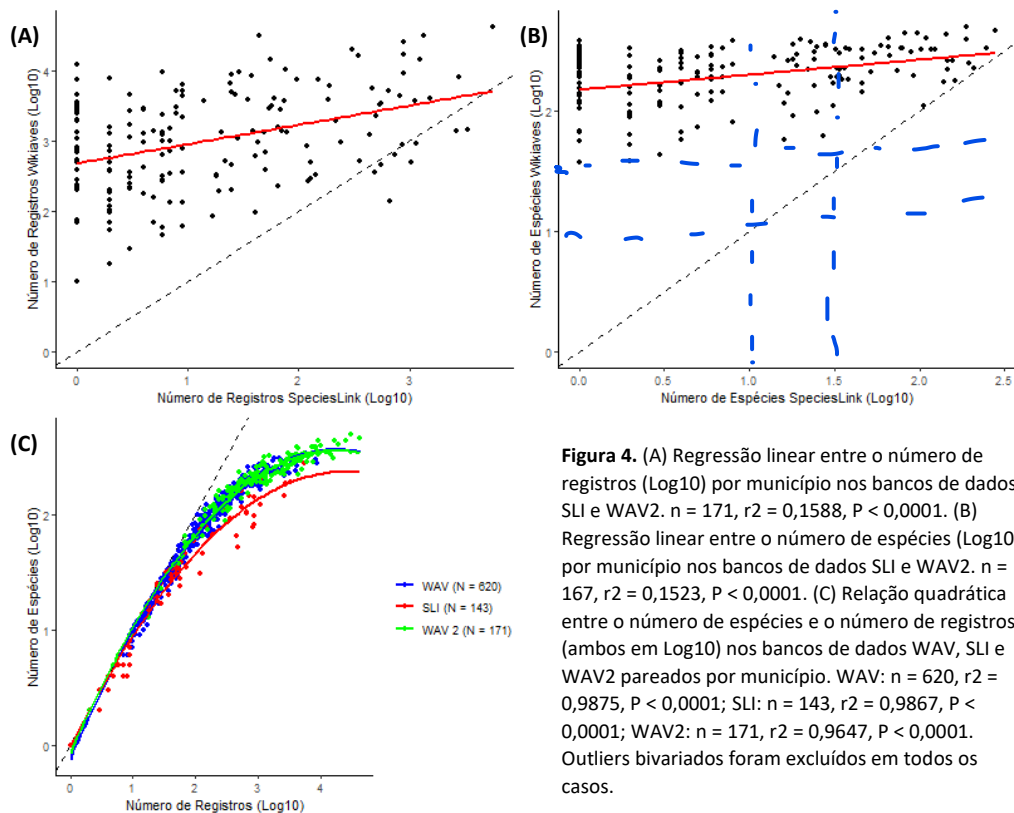 (A)
Número de Registros Wikiaves (Log10)
4
3
2
1
0
0
1
2
3
Número de Registros SpeciesLink (Log10)
(B)
Número de Espécies Wikiaves (Log10)
2
1
0
0.0
0.5
1.0
1.5
2.0
2.5
Número de Espécies SpeciesLink (Log10)
(C)
Número de Espécies (Log10)
2
1
0
0
1
2
3
4
Número de Registros (Log10)
WAV (N = 620)
SLI (N = 143)
WAV 2 (N = 171)
Figura 4. (A) Regressão linear entre o número de
registros (Log10) por município nos bancos de dados
SLI e WAV2. n = 171, r2 = 0,1588, P < 0,0001. (B)
Regressão linear entre o número de espécies (Log10
por município nos bancos de dados SLI e WAV2. n =
167, r2 = 0,1523, P < 0,0001. (C) Relação quadrática
entre o número de espécies e o número de registros
(ambos em Log10) nos bancos de dados WAV, SLI e
WAV2 pareados por município. WAV: n = 620, r2 =
0,9875, P < 0,0001; SLI: n = 143, r2 = 0,9867, P <
0,0001; WAV2: n = 171, r2 = 0,9647, P < 0,0001.
Outliers bivariados foram excluídos em todos os
casos.